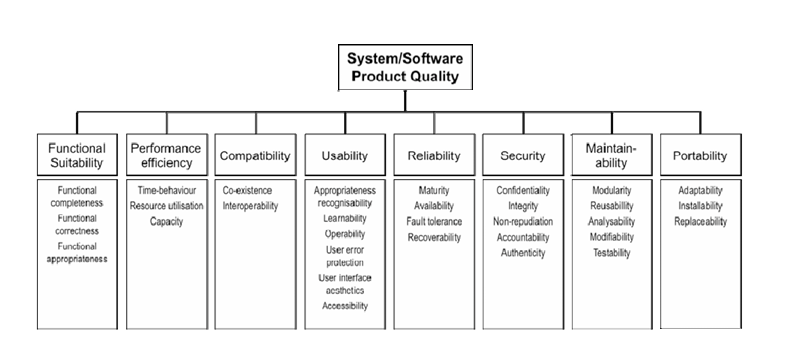 System/Software
Product Quality
Functional
Suitability
Performance
efficiency
Compatibility
Usability
Reliability
Security
Maintain-
ability
Portability
Functional
completeness
Functional
correctness
Functional
appropriateness
Time-behaviour
Resource utilisation
Capacity
Co-existence
Interoperability
Appropriateness
recognisability
Learnability
Operability
User error
protection
User interface
aesthetics
Accessibility
Maturity
Availability
Fault tolerance
Recoverability
Confidentiality
Integrity
Non-repudiation
Accountability
Authenticity
Modularity
Reusability
Analysability
Modifiability
Testability
Adaptability
Installability
Replaceability